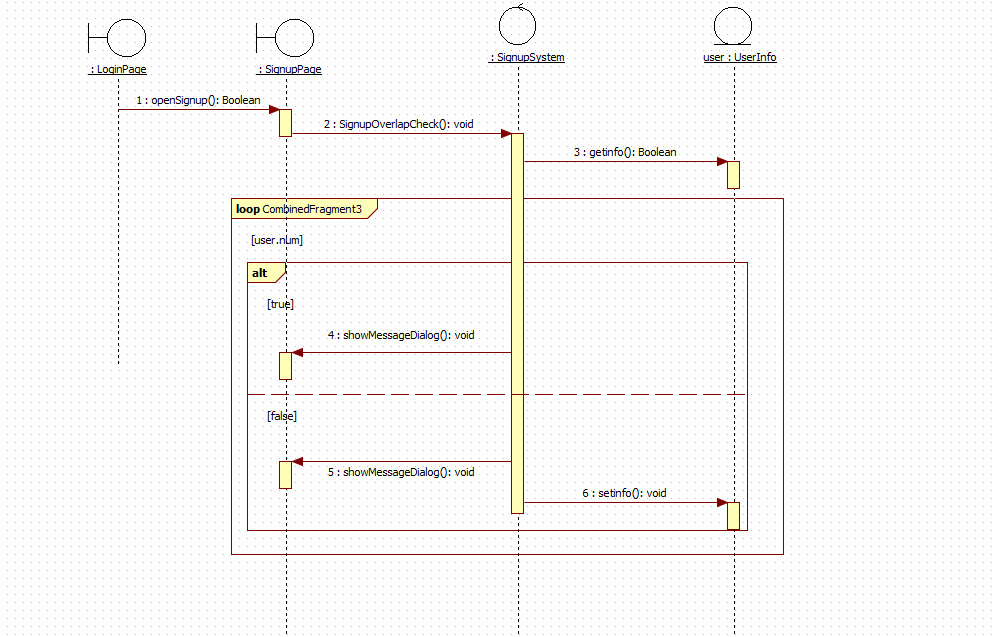 : LoginPage
: SignupPage
: SignupSystem
user : UserInfo
1 : openSignup(): Boolean
2 : SignupOverlapCheck(): void
3 : getinfo(): Boolean
loop CombinedFragment3
[user.num]
alt
[true]
4 : showMessageDialog(): void
[false]
5 : showMessageDialog(): void
6 : setinfo(): void